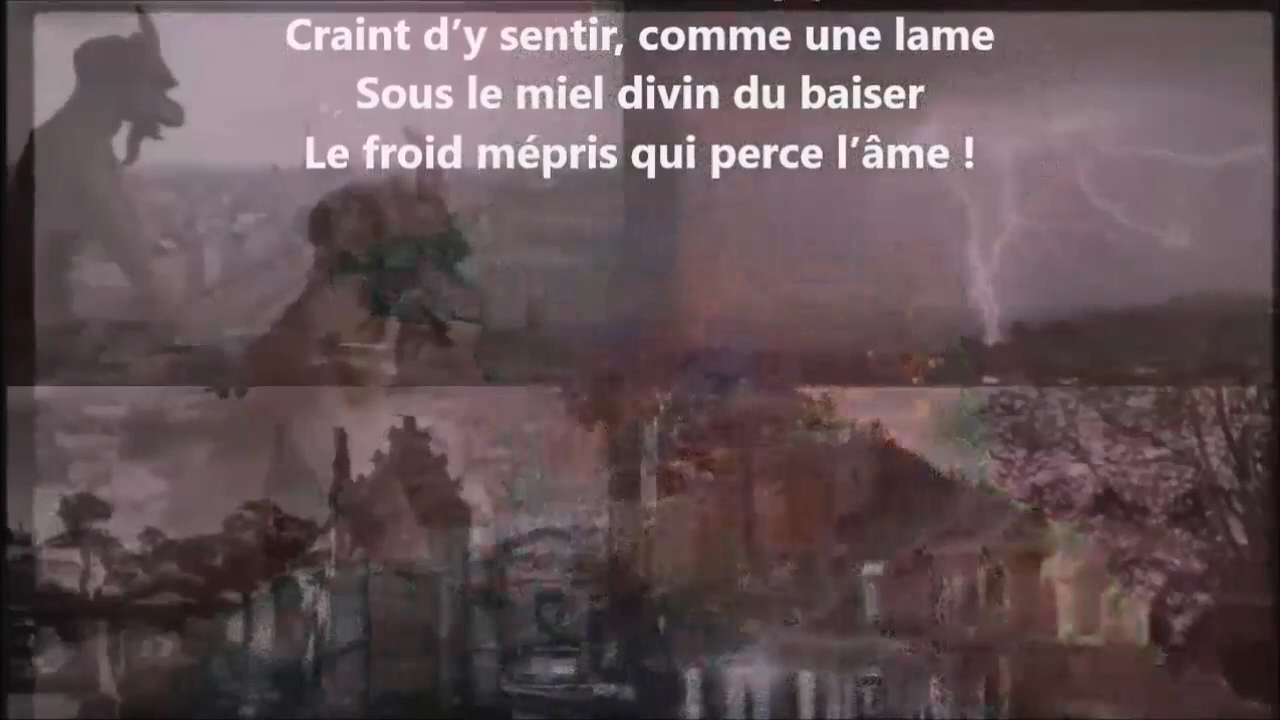 Craint d’y sentir, comme une lame
Sous le miel divin du baiser
Le froid mépris qui perce l’âme !